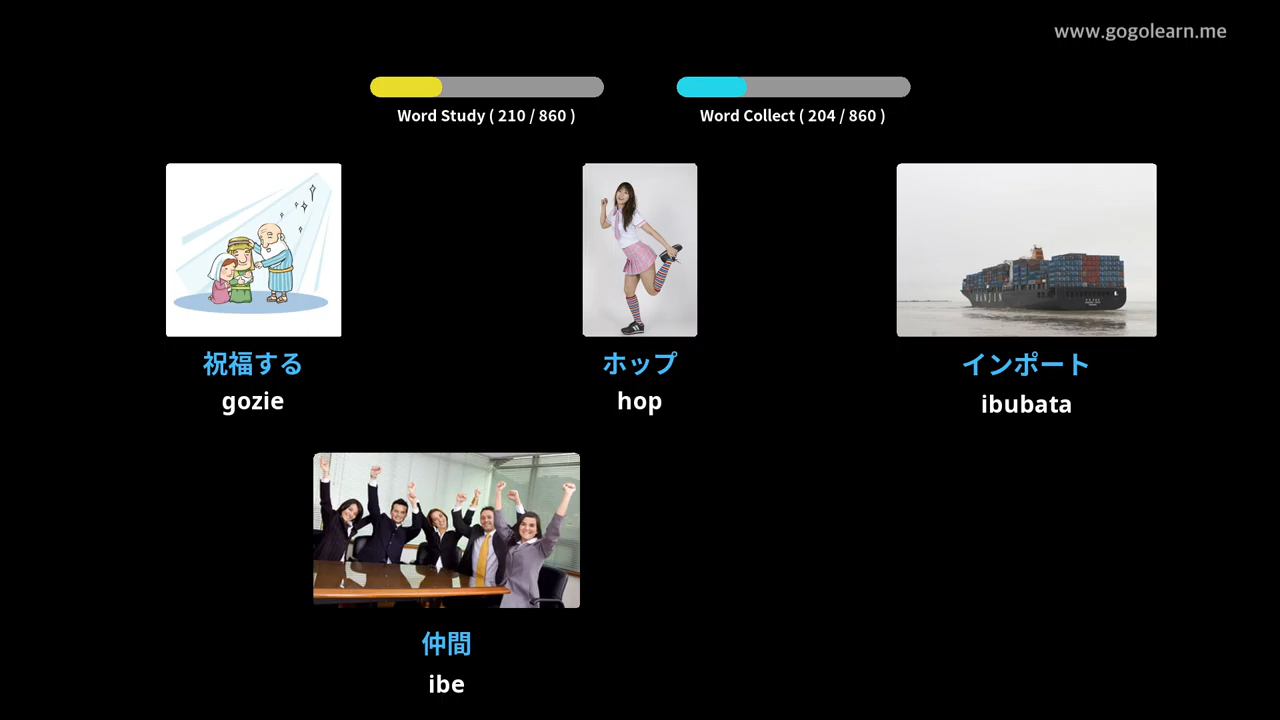 www.gogolearn.me
Word Study ( 210 / 860 )
Word Collect ( 204 / 860 )
祝福する
gozie
ホップ
hop
HANJIN
インポート
ibubata
仲間
ibe